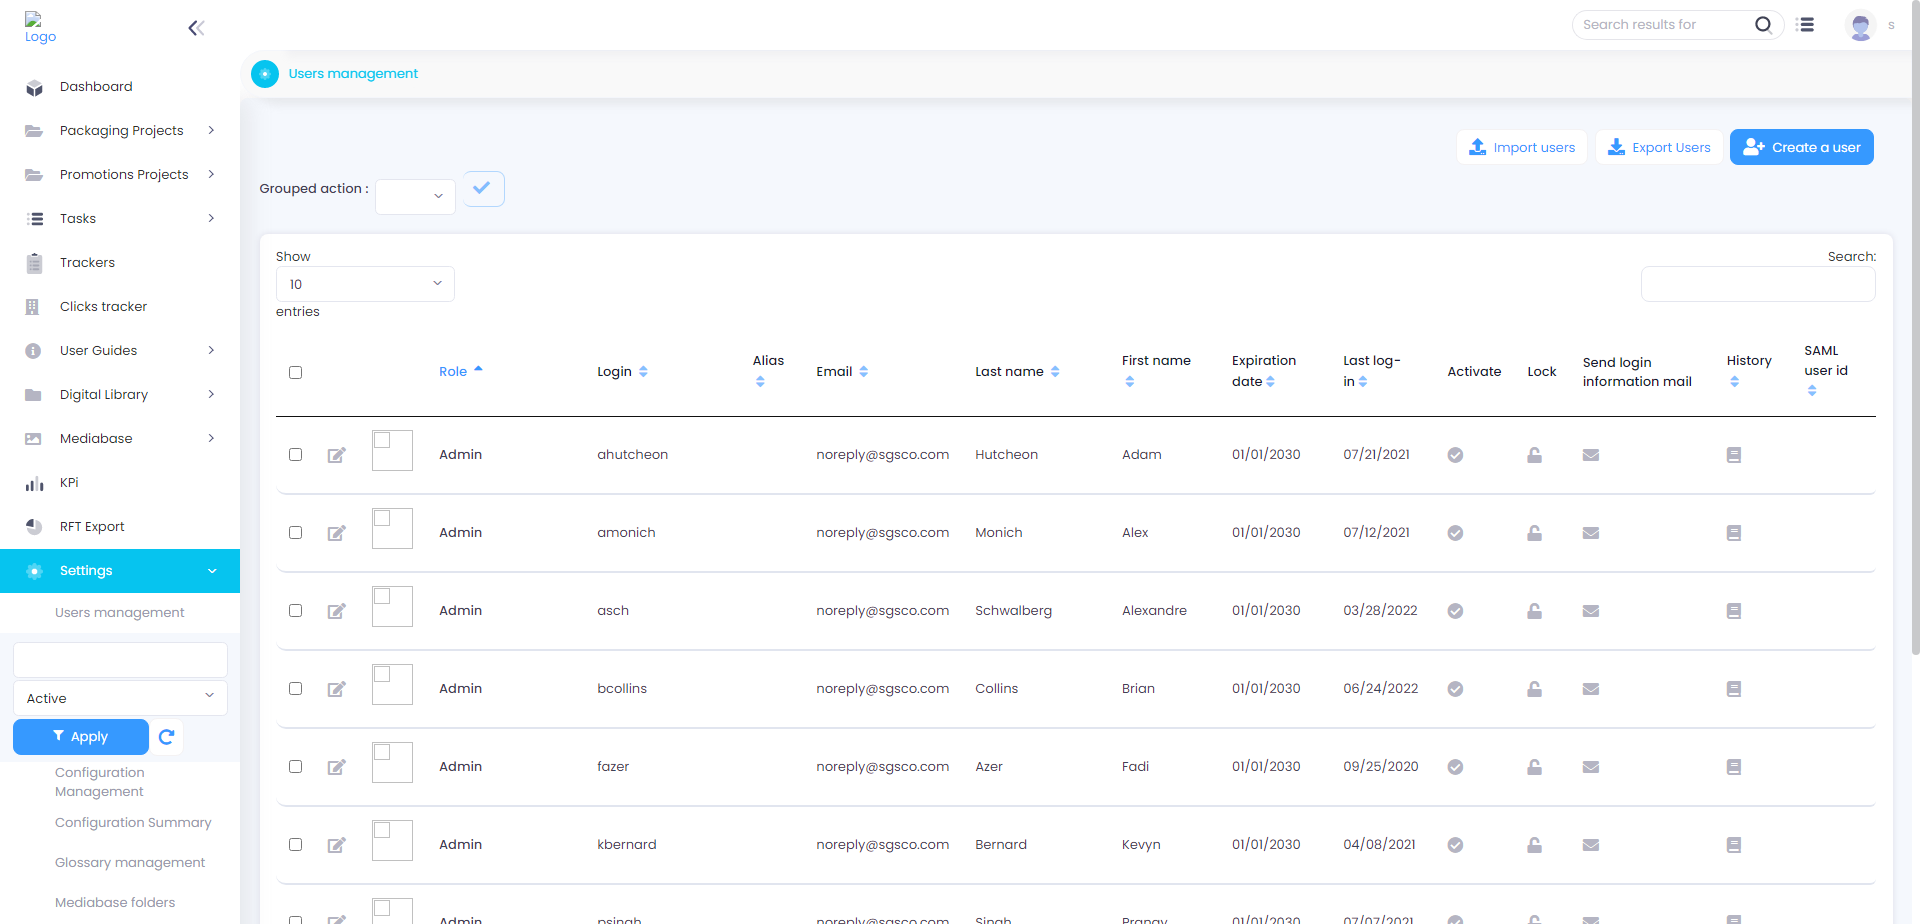 Logo
Search results for
s
Dashboard
Packaging Projects
Promotions Projects
Tasks
Trackers
Clicks tracker
User Guides
Digital Library
Mediabase
KPi
RFT Export
Settings
Users management
Active
Apply
Configuration
Management
Configuration Summary
Glossary management
Mediabase folders
Users management
Import users
Export Users
Create a user
Grouped action :
Show
10
entries
Search:
Role Login Alias Email Last name First name Expiration date Last log-in Activate Lock Send login information mail History SAML user id
Admin ahutcheon noreply@sgsco.com Hutcheon Adam 01/01/2030 07/21/2021
Admin amonich noreply@sgsco.com Monich Alex 01/01/2030 07/12/2021
Admin asch noreply@sgsco.com Schwalberg Alexandre 01/01/2030 03/28/2022
Admin bcollins noreply@sgsco.com Collins Brian 01/01/2030 06/24/2022
Admin fazer noreply@sgsco.com Azer Fadi 01/01/2030 09/25/2020
Admin kbernard noreply@sgsco.com Bernard Kevyn 01/01/2030 04/08/2021
Admin psingh noreply@sgsco.com Singh Pranay 01/01/2030 07/07/2021